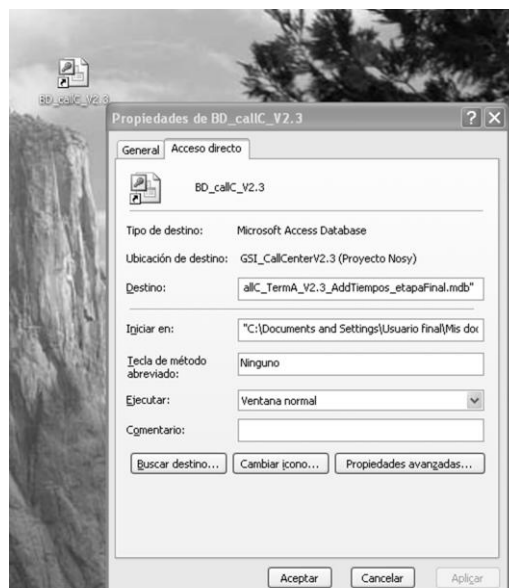 BD_callC_V2.3
Propiedades de BD_callC_V2.3
General
Acceso directo
BD_callC_V2.3
Tipo de destino: Microsoft Access Database
Ubicación de destino: GSI_CallCenterV2.3 (Proyecto Nosy)
Destino: allC_TermA_V2.3_AddTiempos_etapaFinal.mdb"
Iniciar en: "C:\Documents and Settings\Usuario final\Mis doc
Tecla de método abreviado: Ninguno
Ejecutar: Ventana normal
Comentario:
Buscar destino... Cambiar icono... Propiedades avanzadas...
Aceptar Cancelar Aplicar